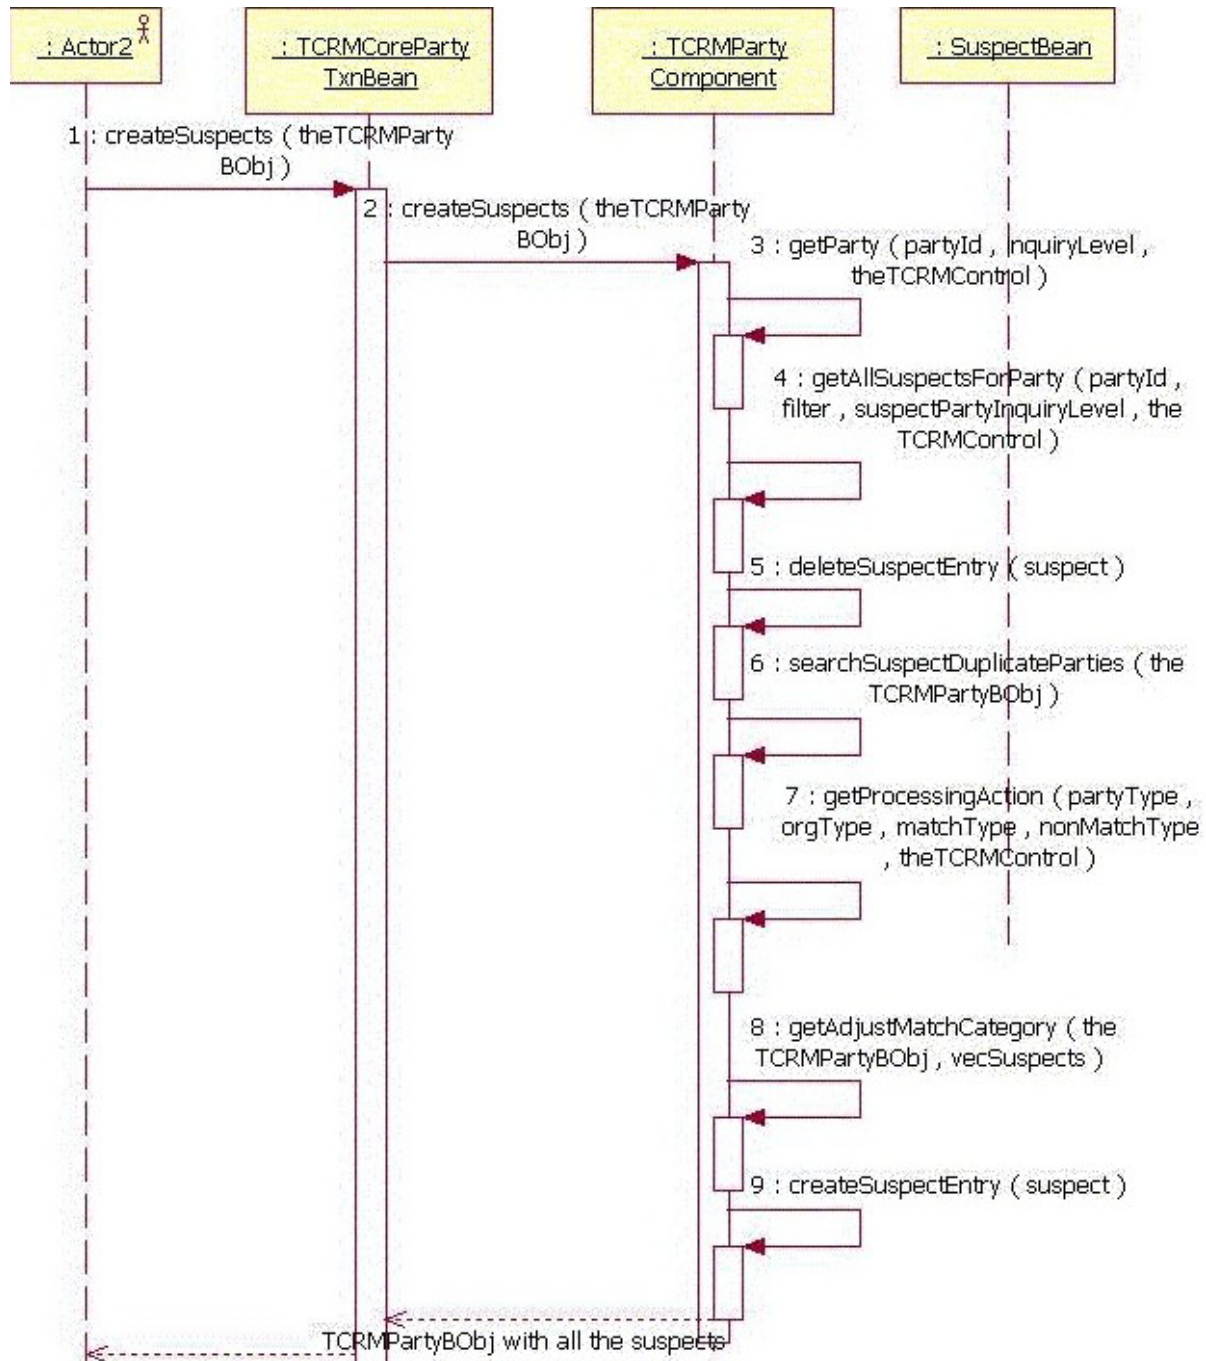 : Actor2
: TCRMCoreParty
TxnBean
: TCRMParty
Component
: SuspectBean
1 : createSuspects ( theTCRMParty
BObj )
2 : createSuspects ( theTCRMParty
BObj )
3 : getParty ( partyId , inquiryLevel ,
theTCRMControl )
4 : getAllSuspectsForParty ( partyId ,
filter , suspectPartyInquiryLevel , the
TCRMControl )
5 : deleteSuspectEntry ( suspect )
6 : searchSuspectDuplicateParties ( the
TCRMPartyBObj )
7 : getProcessingAction ( partyType ,
orgType , matchType , nonMatchType
, theTCRMControl )
8 : getAdjustMatchCategory ( the
TCRMPartyBObj , vecSuspects )
9 : createSuspectEntry ( suspect )
TCRMPartyBObj with all the suspects